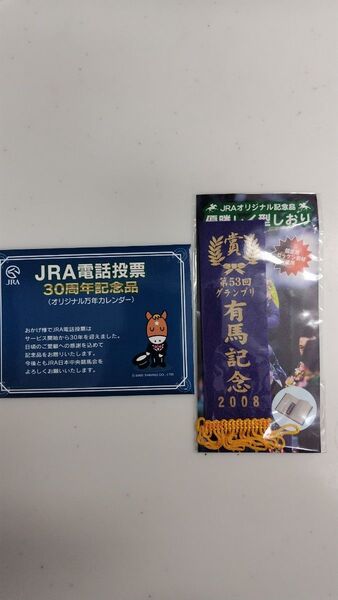 JRA
JRA電話投票
30周年記念品
(オリジナル万年カレンダー)
おかげ様でJRA電話投票は
サービス開始から30年を迎えました。
日頃のご愛顧への感謝を込めて
記念品をお贈りいたします。
今後ともJRA日本中央競馬会を
よろしくお願いいたします。
JRAオリジナル記念品
優勝レイ型しおり
賞
第53回
グランプリ
有馬記念
2008